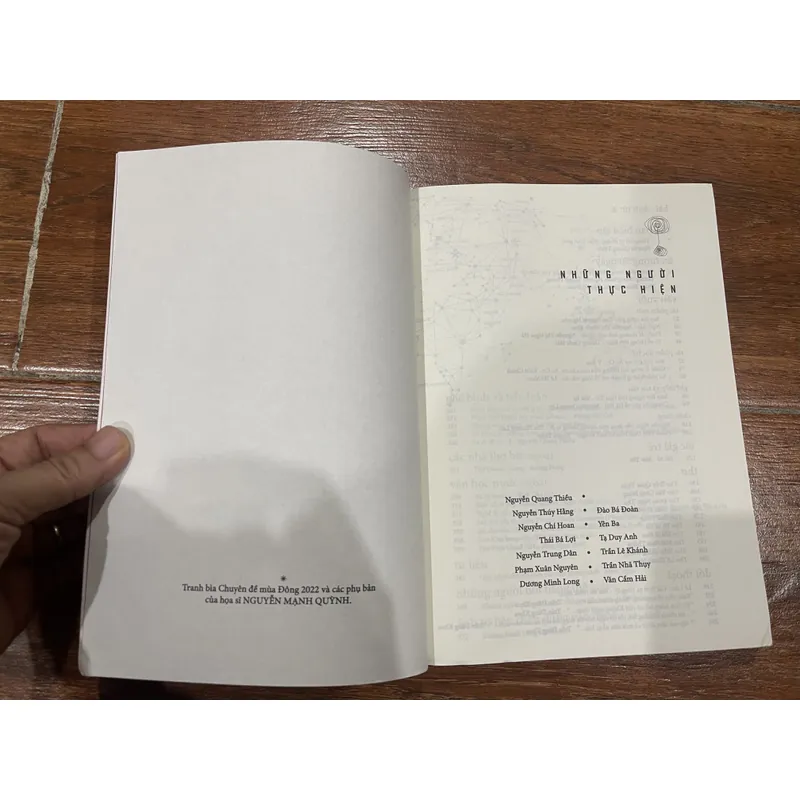 *
Tranh bìa Chuyên đề mùa Đông 2022 và các phụ bản
của họa sĩ NGUYỄN MẠNH QUỲNH.
NHỮNG NGƯỜI
THỰC HIỆN
Nguyễn Quang Thiều •
Nguyễn Thúy Hằng • Đào Bá Đoàn
Nguyễn Chí Hoan • Yên Ba
Thái Bá Lợi • Tạ Duy Anh
Nguyễn Trung Dân • Trần Lê Khánh
Phạm Xuân Nguyên • Trần Nhã Thụy
Dương Minh Long • Văn Cầm Hải